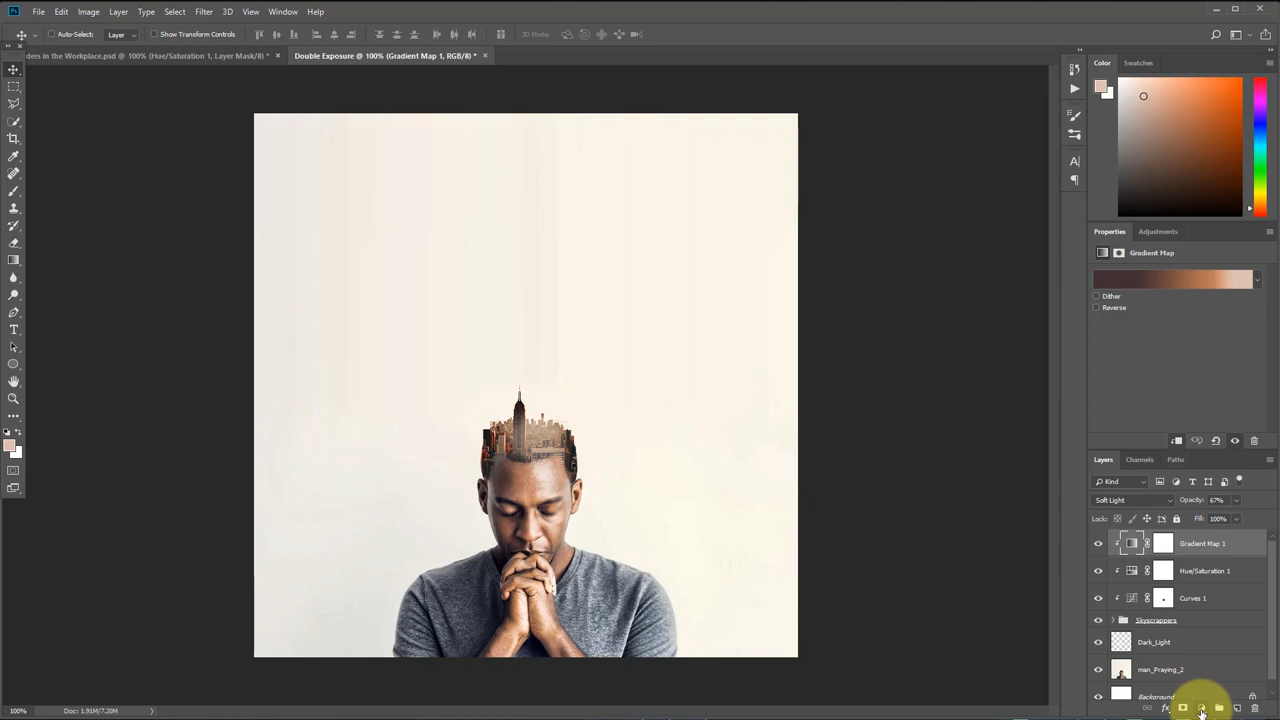 Ps File Edit Image Layer Type Select Filter 3D View Window Help
Auto-Select: Layer Show Transform Controls 3D Mode:
ders in the Workplace.psd @ 100% (Hue/Saturation 1, Layer Mask/8) * × Double Exposure @ 100% (Gradient Map 1, RGB/8) * ×
Color Swatches
Properties Adjustments
Gradient Map
Dither
Reverse
Layers Channels Paths
Kind
Soft Light Opacity: 67%
Lock: Fill: 100%
Gradient Map 1
Hue/Saturation 1
Curves 1
Skyscrappers
Dark_Light
man_Praying_2
Background
fx
100% Doc: 1.91M/7.20M